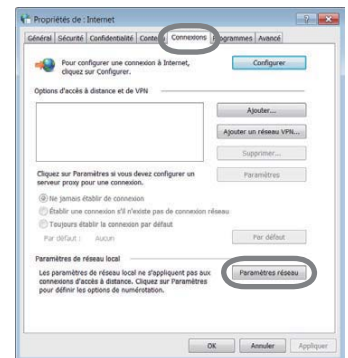 Propriétés de : Internet
Général Sécurité Confidentialité Contenu Connexions Programmes Avancé
Pour configurer une connexion à Internet,
cliquez sur Configurer.
Configurer
Options d'accès à distance et de VPN
Ajouter...
Ajouter un réseau VPN...
Supprimer...
Cliquez sur Paramètres si vous devez configurer un
serveur proxy pour une connexion.
Paramètres
Ne jamais établir de connexion
Établir une connexion s'il n'existe pas de connexion réseau
Toujours établir la connexion par défaut
Par défaut : Aucun
Par défaut
Paramètres de réseau local
Les paramètres de réseau local ne s'appliquent pas aux
connexions d'accès à distance. Cliquez sur Paramètres
pour définir les options de numérotation.
Paramètres réseau
OK Annuler Appliquer